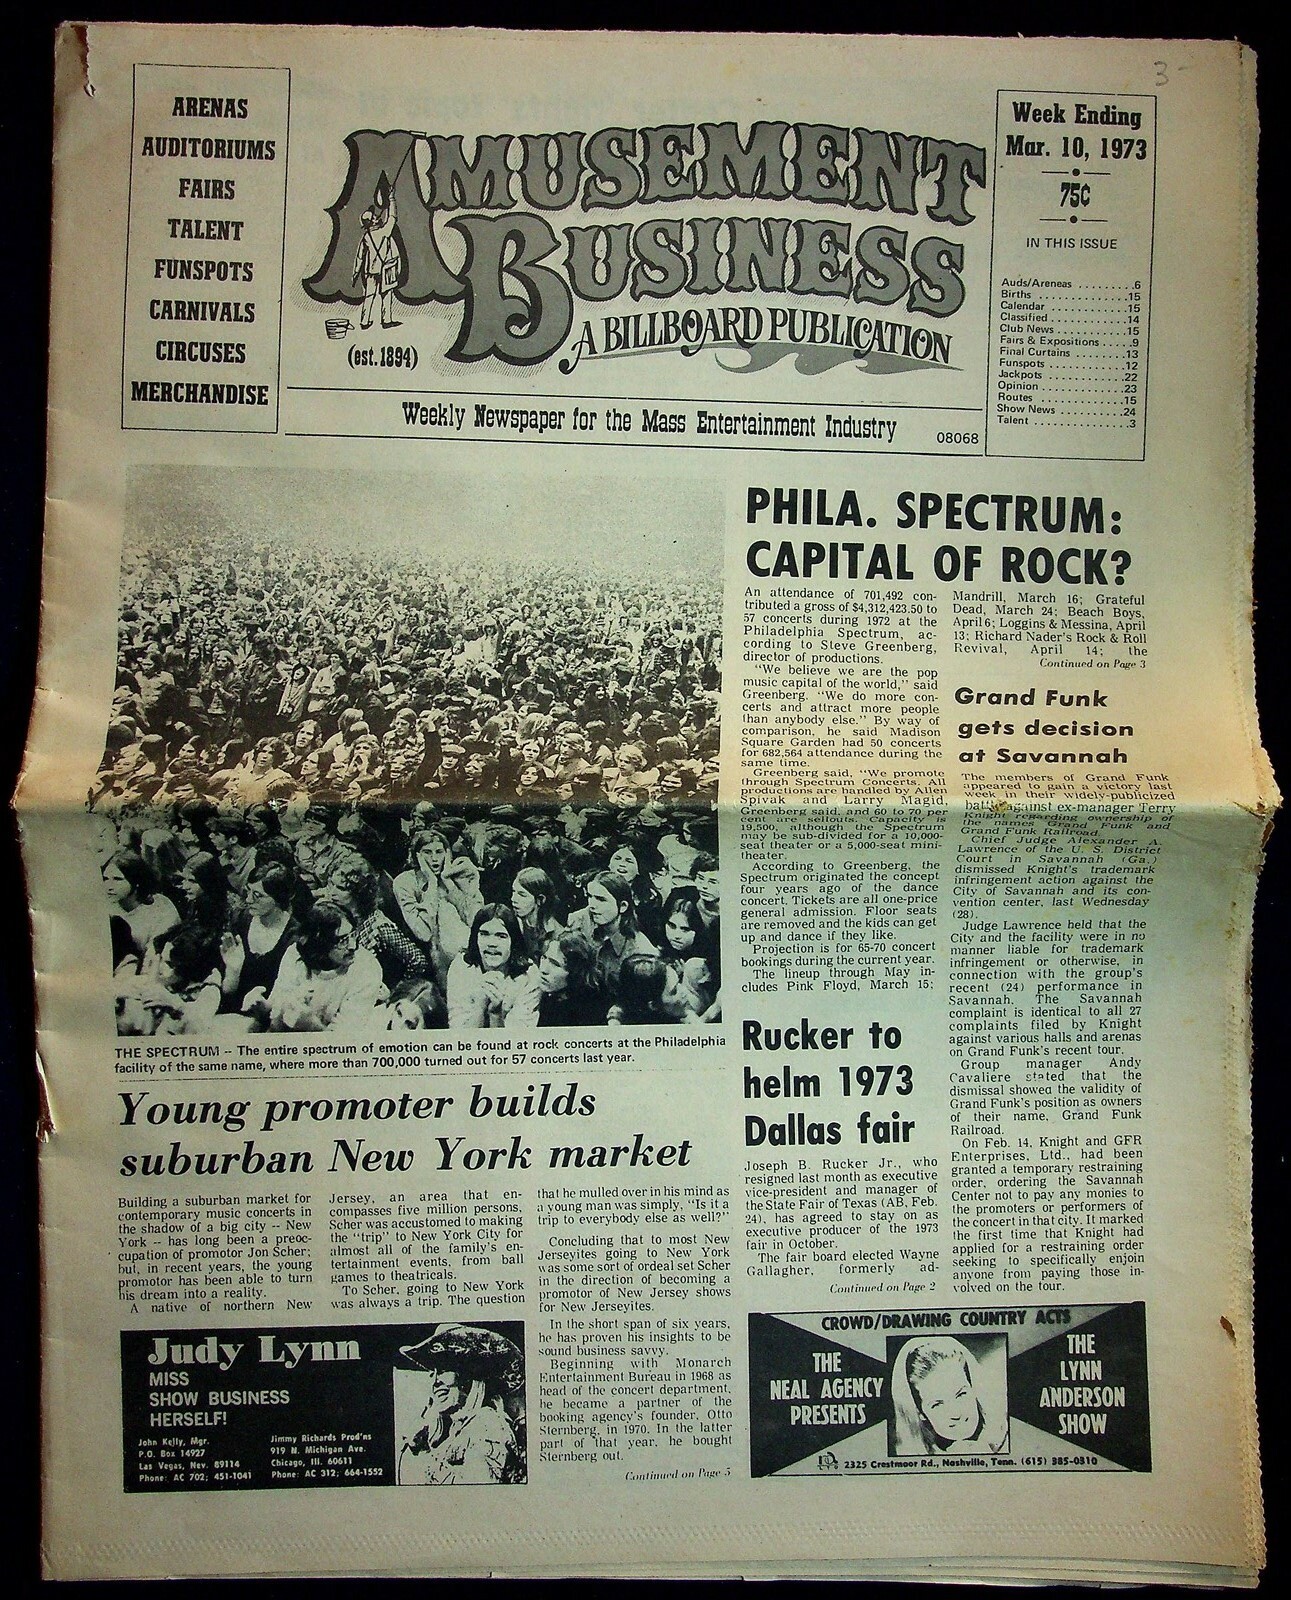 3-
ARENAS
AUDITORIUMS
FAIRS
TALENT
FUNSPOTS
CARNIVALS
CIRCUSES
MERCHANDISE
AMUSEMENT
BUSINESS
A BILLBOARD PUBLICATION
(est.1894)
Weekly Newspaper for the Mass Entertainment Industry
08068
Week Ending
Mar. 10, 1973
75¢
IN THIS ISSUE
Auds/Areneas . . . . . . . . .6
Births . . . . . . . . . . . .15
Calendar . . . . . . . . . . .15
Classified . . . . . . . . . .14
Club News . . . . . . . . . .15
Fairs & Expositions . . . . .9
Final Curtains . . . . . . . .13
Funspots . . . . . . . . . . .12
Jackpots . . . . . . . . . . .22
Opinion . . . . . . . . . . .23
Routes . . . . . . . . . . . .15
Show News . . . . . . . . . .24
Talent . . . . . . . . . . . . .3
THE SPECTRUM -- The entire spectrum of emotion can be found at rock concerts at the Philadelphia
facility of the same name, where more than 700,000 turned out for 57 concerts last year.
PHILA. SPECTRUM:
CAPITAL OF ROCK?
An attendance of 701,492 con-
tributed a gross of $4,312,423.50 to
57 concerts during 1972 at the
Philadelphia Spectrum, ac-
cording to Steve Greenberg,
director of productions.
"We believe we are the pop
music capital of the world," said
Greenberg. "We do more con-
certs and attract more people
than anybody else." By way of
comparison, he said Madison
Square Garden had 50 concerts
for 682,564 attendance during the
same time.
Greenberg said, "We promote
through Spectrum Concerts. All
productions are handled by Allen
Spivak and Larry Magid,
Greenberg said, and 60 to 70 per
cent are sellouts. Capacity is
19,500, although the Spectrum
may be sub-divided for a 10,000-
seat theater or a 5,000-seat mini-
theater.
According to Greenberg, the
Spectrum originated the concept
four years ago of the dance
concert. Tickets are all one-price
general admission. Floor seats
are removed and the kids can get
up and dance if they like.
Projection is for 65-70 concert
bookings during the current year.
The lineup through May in-
cludes Pink Floyd, March 15;
Mandrill, March 16; Grateful
Dead, March 24; Beach Boys,
April 6; Loggins & Messina, April
13; Richard Nader's Rock & Roll
Revival, April 14; the
Continued on Page 3
Grand Funk
gets decision
at Savannah
The members of Grand Funk
appeared to gain a victory last
week in their widely-publicized
battle against ex-manager Terry
Knight regarding ownership of
the names Grand Funk and
Grand Funk Railroad.
Chief Judge Alexander A.
Lawrence of the U. S. District
Court in Savannah (Ga.)
dismissed Knight's trademark
infringement action against the
City of Savannah and its con-
vention center, last Wednesday
(28).
Judge Lawrence held that the
City and the facility were in no
manner liable for trademark
infringement or otherwise, in
connection with the group's
recent (24) performance in
Savannah. The Savannah
complaint is identical to all 27
complaints filed by Knight
against various halls and arenas
on Grand Funk's recent tour.
Group manager Andy
Cavaliere stated that the
dismissal showed the validity of
Grand Funk's position as owners
of their name, Grand Funk
Railroad.
On Feb. 14, Knight and GFR
Enterprises, Ltd., had been
granted a temporary restraining
order, ordering the Savannah
Center not to pay any monies to
the promoters or performers of
the concert in that city. It marked
the first time that Knight had
applied for a restraining order
seeking to specifically enjoin
anyone from paying those in-
volved on the tour.
Rucker to
helm 1973
Dallas fair
Joseph B. Rucker Jr., who
resigned last month as executive
vice-president and manager of
the State Fair of Texas (AB, Feb.
24), has agreed to stay on as
executive producer of the 1973
fair in October.
The fair board elected Wayne
Gallagher, formerly ad-
Continued on Page 2
Young promoter builds
suburban New York market
Building a suburban market for
contemporary music concerts in
the shadow of a big city -- New
York -- has long been a preoc-
cupation of promotor Jon Scher;
but, in recent years, the young
promotor has been able to turn
his dream into a reality.
A native of northern New
Jersey, an area that en-
compasses five million persons,
Scher was accustomed to making
the "trip" to New York City for
almost all of the family's en-
tertainment events, from ball
games to theatricals.
To Scher, going to New York
was always a trip. The question
that he mulled over in his mind as
a young man was simply, "Is it a
trip to everybody else as well?"
Concluding that to most New
Jerseyites going to New York
was some sort of ordeal set Scher
in the direction of becoming a
promotor of New Jersey shows
for New Jerseyites.
In the short span of six years,
he has proven his insights to be
sound business savvy.
Beginning with Monarch
Entertainment Bureau in 1968 as
head of the concert department,
he became a partner of the
booking agency's founder, Otto
Sternberg, in 1970. In the latter
part of that year, he bought
Sternberg out.
Continued on Page 5
Judy Lynn
MISS
SHOW BUSINESS
HERSELF!
John Kelly, Mgr.
P.O. Box 14927
Las Vegas, Nev. 89114
Phone: AC 702; 451-1041
Jimmy Richards Prod'ns
919 N. Michigan Ave.
Chicago, Ill. 60611
Phone: AC 312; 664-1552
CROWD/DRAWING COUNTRY ACTS
THE
NEAL AGENCY
PRESENTS
THE
LYNN
ANDERSON
SHOW
2325 Crestmoor Rd., Nashville, Tenn. (615) 385-0310